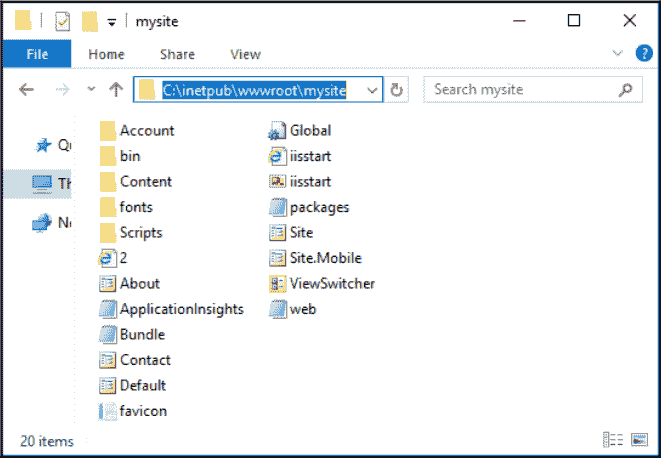 mysite
File Home Share View
C:\inetpub\wwwroot\mysite Search mysite
Account
bin
Content
fonts
Scripts
2
About
ApplicationInsights
Bundle
Contact
Default
favicon
Global
iisstart
iisstart
packages
Site
Site.Mobile
ViewSwitcher
web
20 items